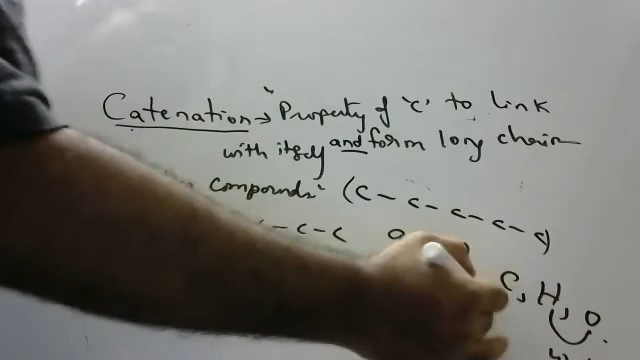 Catenation → "Property of 'c' to link
with itself and form long chain
compounds" (C - C - C - C - C)
- C - C
C, H, O